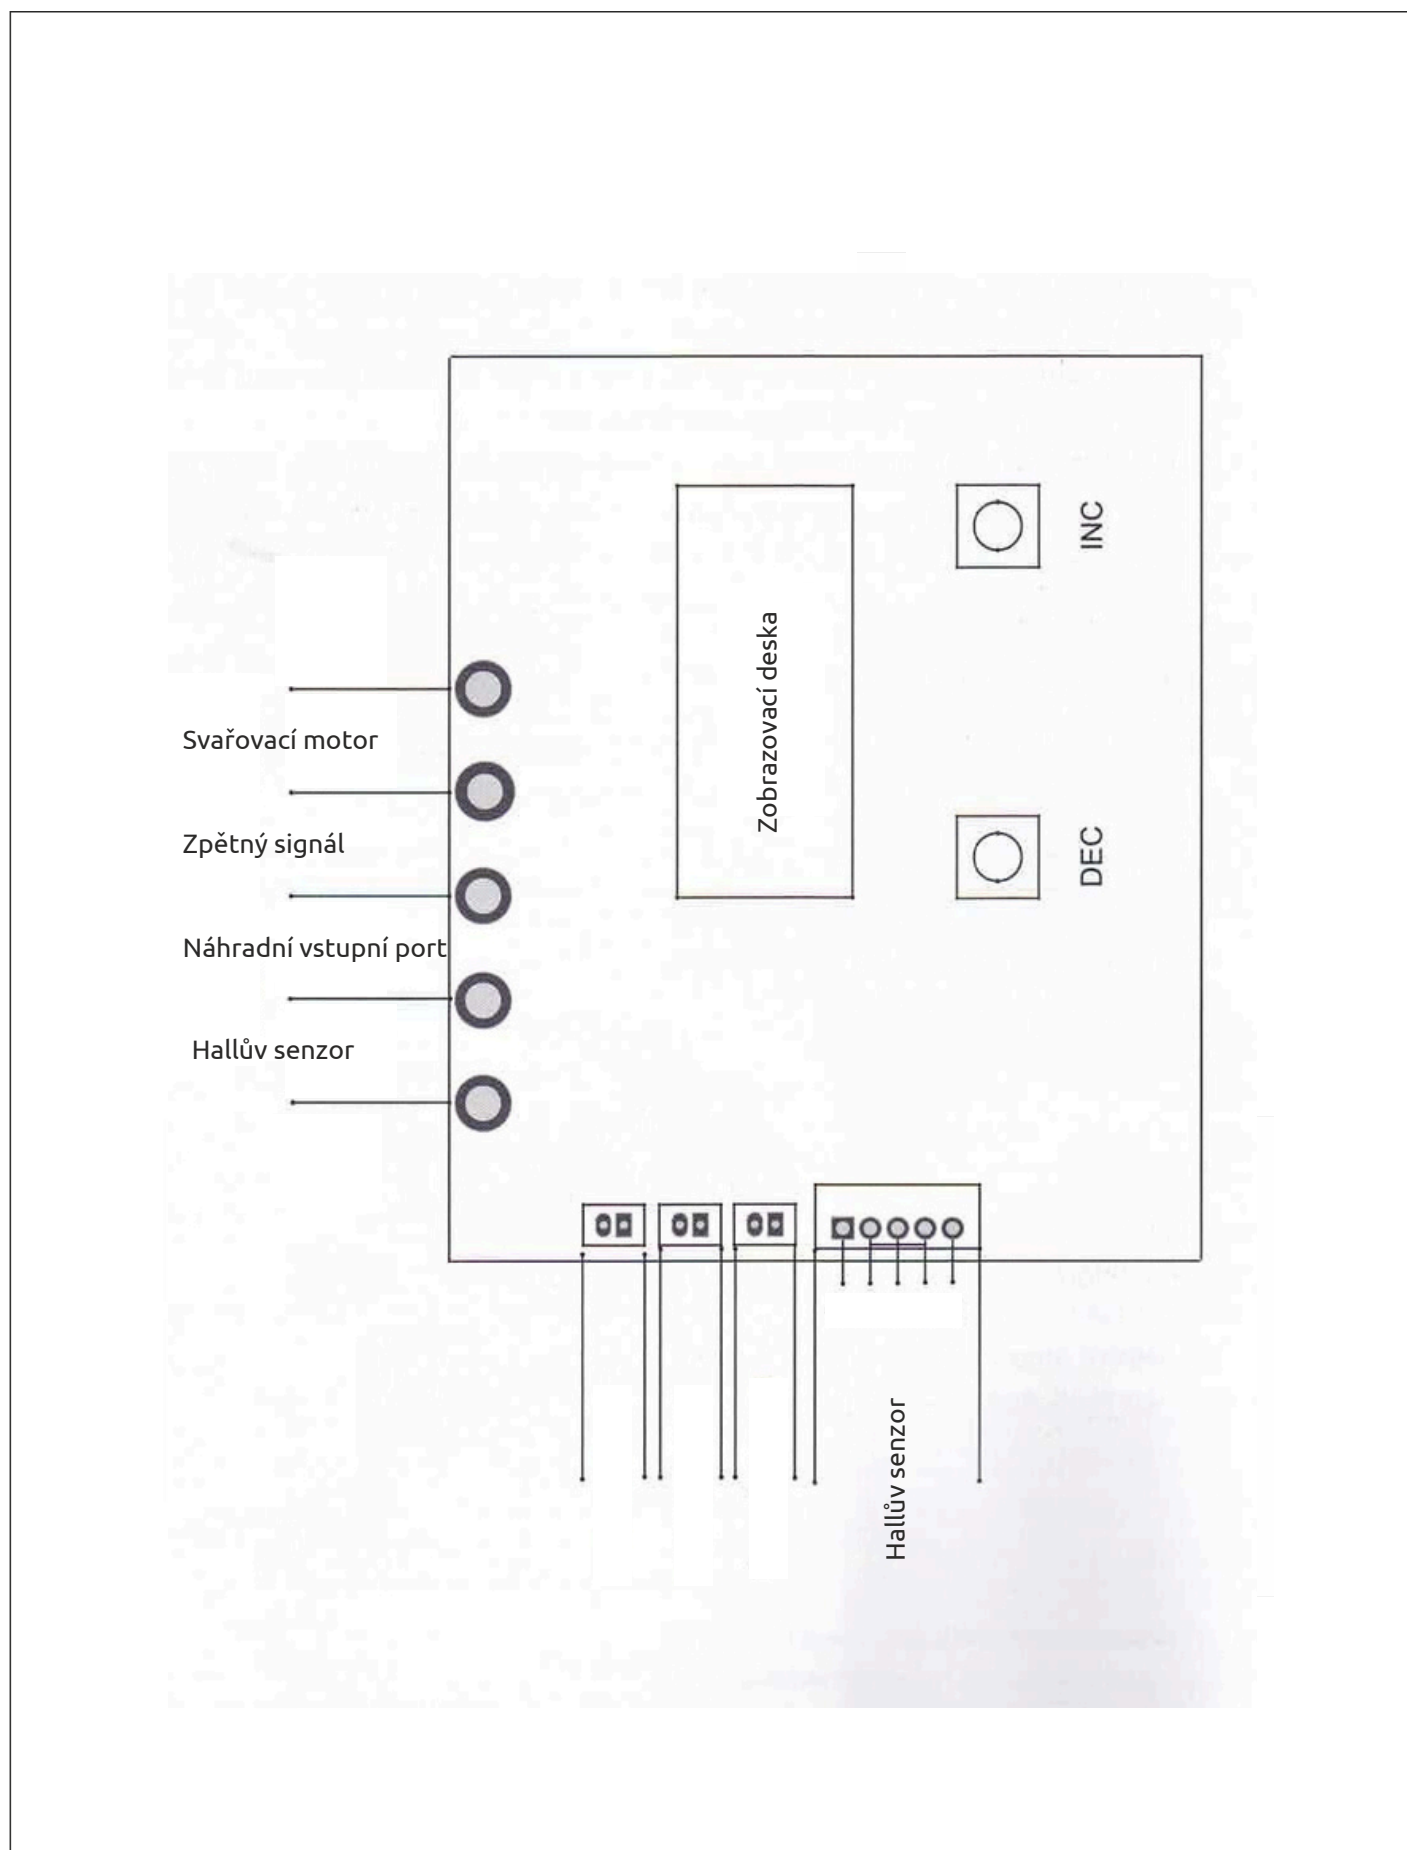 INC
Zobrazovací deska
Svařovací motor
DEC
Zpětný signál
Náhradní vstupní port
Hallův senzor
Hallův senzor